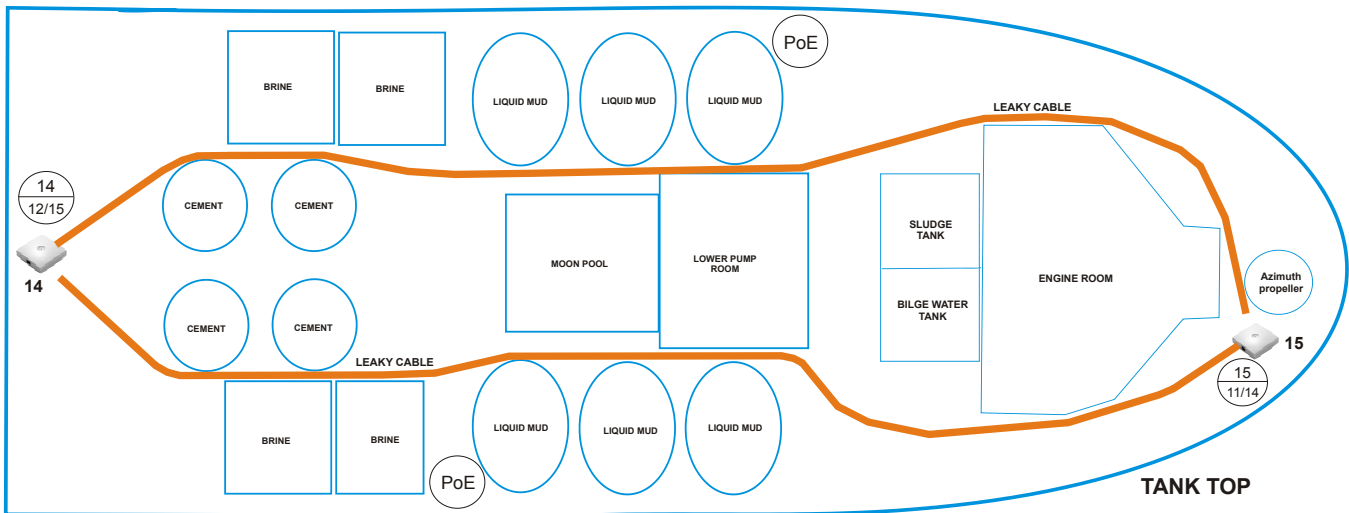 PoE
BRINE
BRINE
LIQUID MUD
LIQUID MUD
LIQUID MUD
LEAKY CABLE
14
12/15
CEMENT
CEMENT
14
SLUDGE
TANK
MOON POOL
LOWER PUMP
ROOM
ENGINE ROOM
Azimuth
propeller
BILGE WATER
TANK
CEMENT
CEMENT
15
LEAKY CABLE
15
11/14
LIQUID MUD
LIQUID MUD
LIQUID MUD
BRINE
BRINE
PoE
TANK TOP